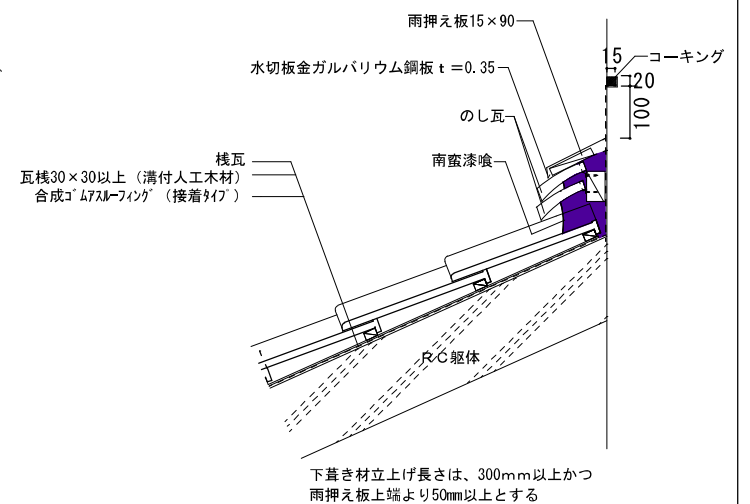 雨押え板15×90
15
コーキング
水切板金ガルバリウム鋼板ｔ＝0.35
20
100
のし瓦
南蛮漆喰
桟瓦
瓦桟30×30以上（溝付人工木材）
合成ｺﾞﾑｱｽﾙｰﾌｨﾝｸﾞ（接着ﾀｲﾌﾟ）
ＲＣ躯体
下葺き材立上げ長さは、300mm以上かつ
雨押え板上端より50mm以上とする